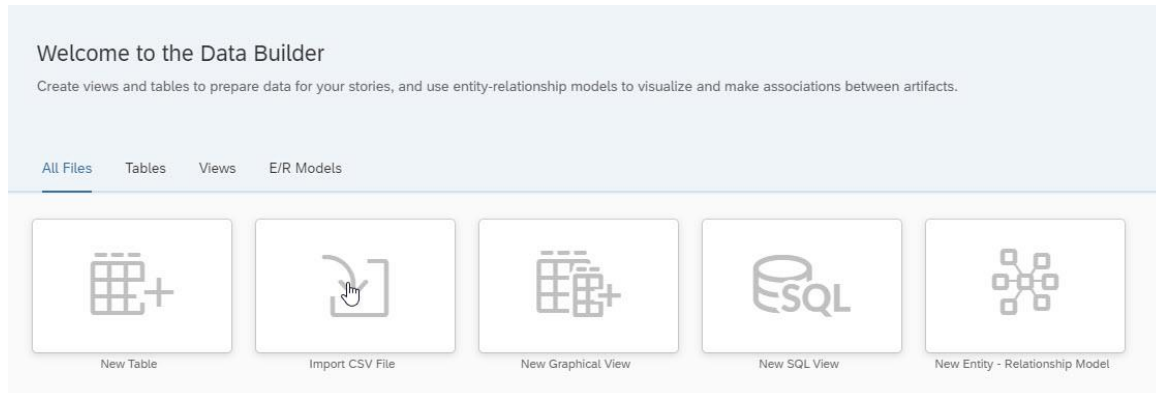 Welcome to the Data Builder
Create views and tables to prepare data for your stories, and use entity-relationship models to visualize and make associations between artifacts.
All Files Tables Views E/R Models
SQL
New Table Import CSV File New Graphical View New SQL View New Entity - Relationship Model